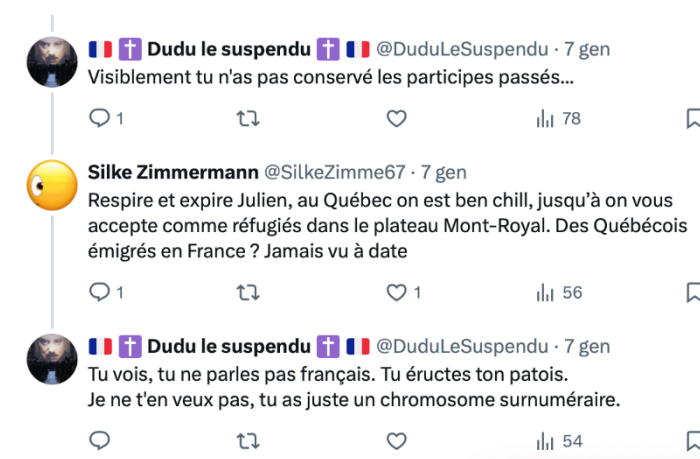 🇫🇷 ✝️ Dudu le suspendu ✝️ 🇫🇷 @DuduLeSuspendu · 7 gen
Visiblement tu n'as pas conservé les participes passés...
1 78
Silke Zimmermann @SilkeZimme67 · 7 gen
Respire et expire Julien, au Québec on est ben chill, jusqu’à on vous
accepte comme réfugiés dans le plateau Mont-Royal. Des Québécois
émigrés en France ? Jamais vu à date
1 1 56
🇫🇷 ✝️ Dudu le suspendu ✝️ 🇫🇷 @DuduLeSuspendu · 7 gen
Tu vois, tu ne parles pas français. Tu éructes ton patois.
Je ne t'en veux pas, tu as juste un chromosome surnuméraire.
54